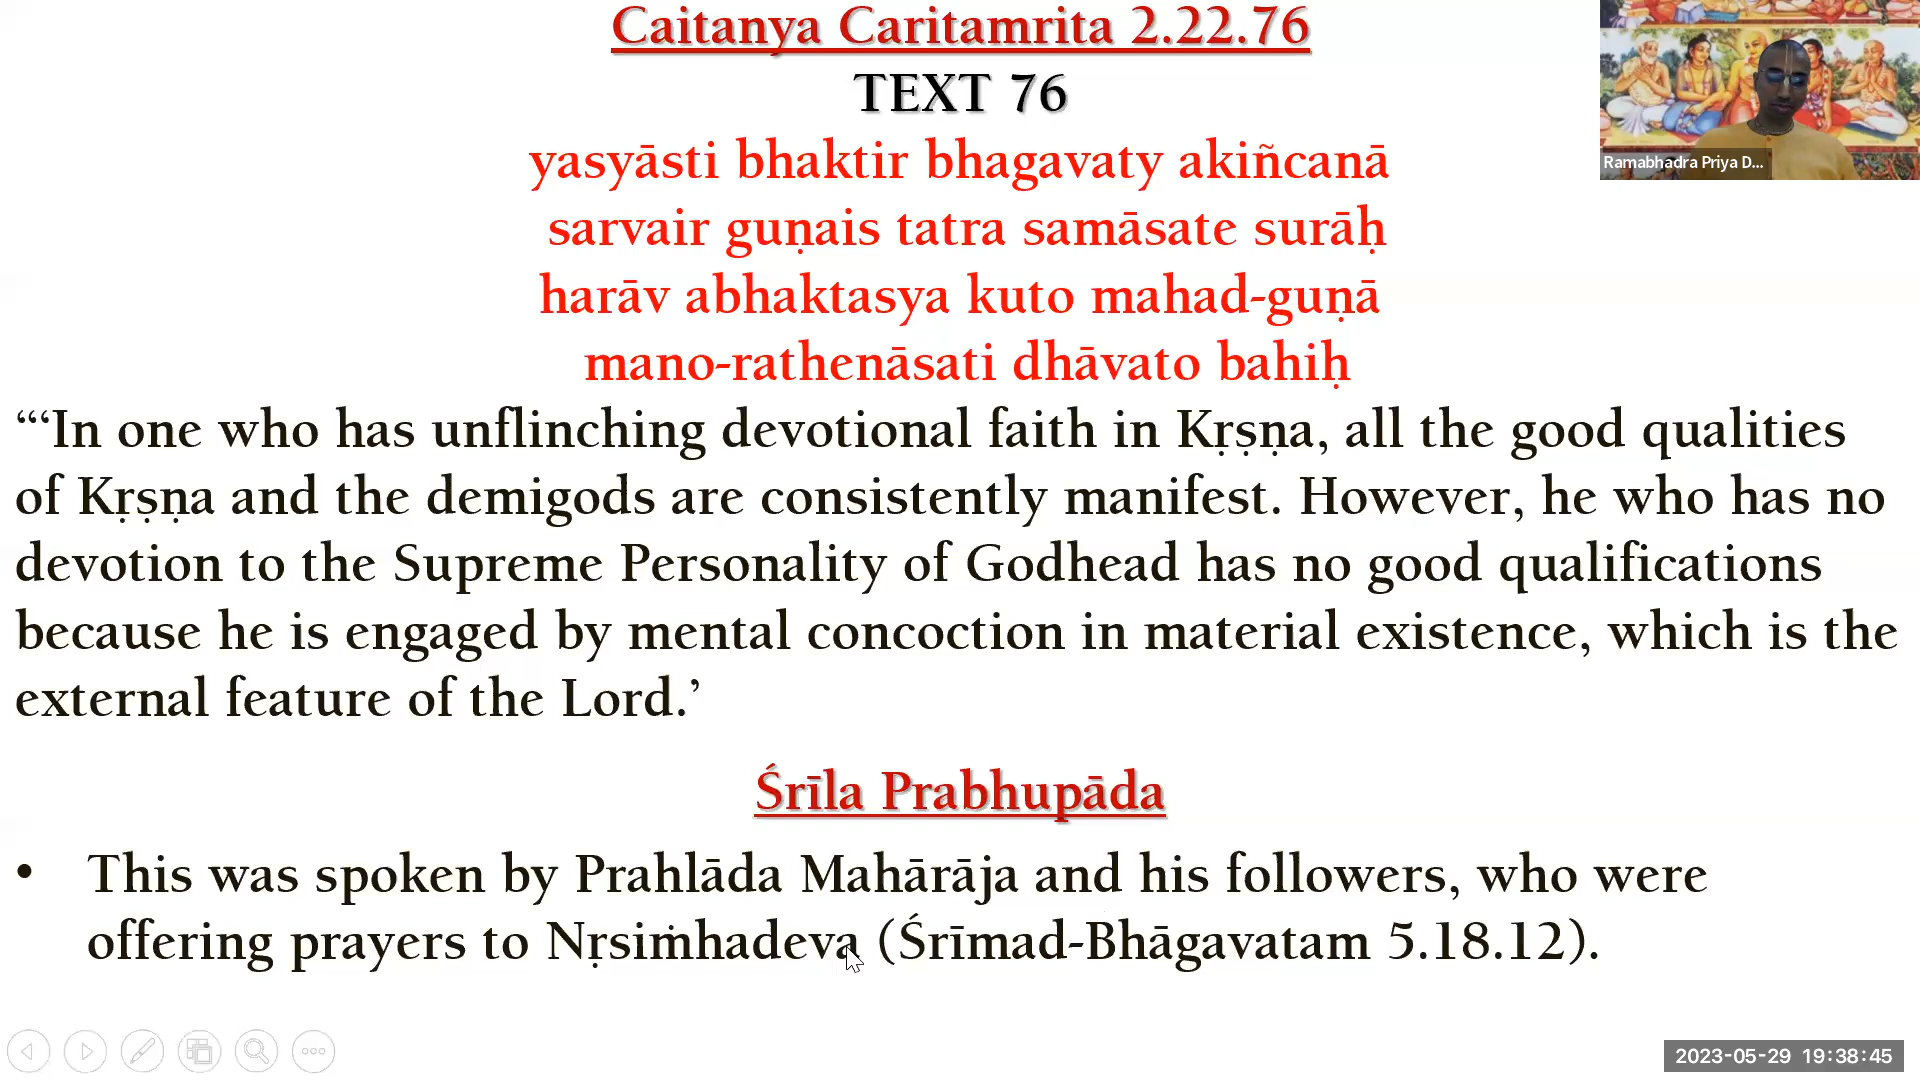 Caitanya Caritamrita 2.22.76
TEXT 76
yasyāsti bhaktir bhagavaty akiñcanā
sarvair guṇais tatra samāsate surāḥ
harāv abhaktasya kuto mahad-guṇā
mano-rathenāsati dhāvato bahiḥ
“‘In one who has unflinching devotional faith in Kṛṣṇa, all the good qualities
of Kṛṣṇa and the demigods are consistently manifest. However, he who has no
devotion to the Supreme Personality of Godhead has no good qualifications
because he is engaged by mental concoction in material existence, which is the
external feature of the Lord.’
Śrīla Prabhupāda
• This was spoken by Prahlāda Mahārāja and his followers, who were
offering prayers to Nṛsiṁhadeva (Śrīmad-Bhāgavatam 5.18.12).
Ramabhadra Priya D...
2023-05-29 19:38:45